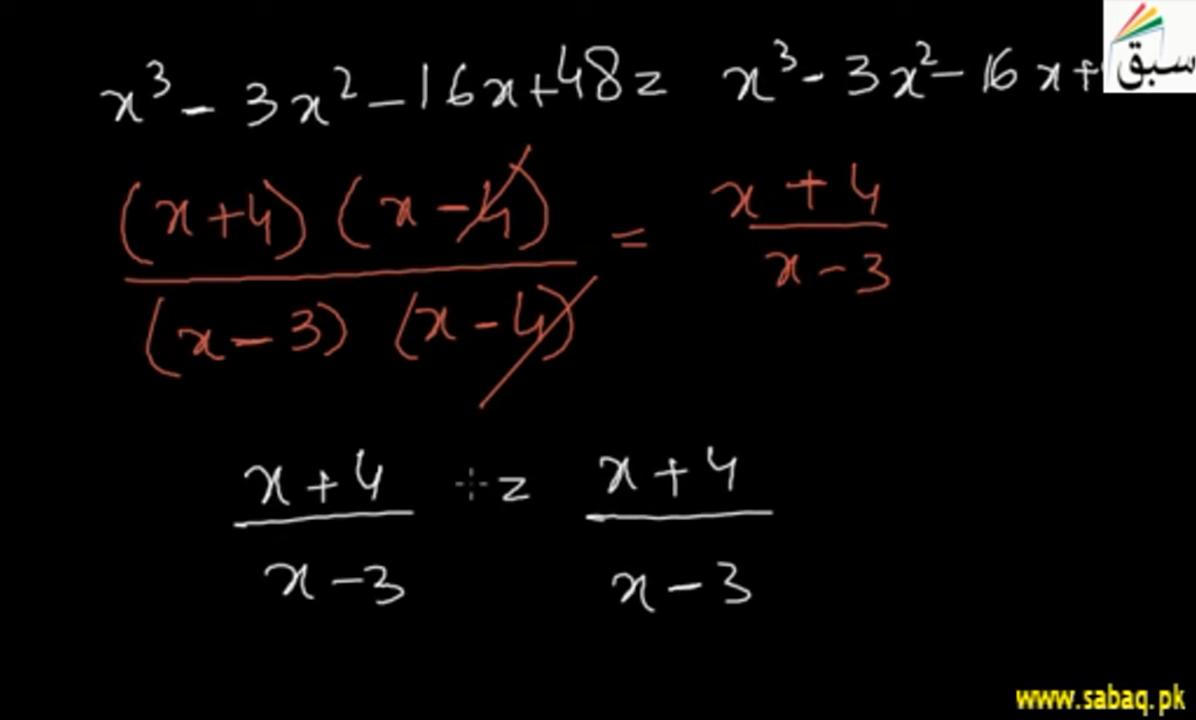 سبق
x³ - 3x² - 16x + 48 = x³ - 3x² - 16x +
(x + 4) (x - 4) = x + 4
(x - 3) (x - 4) x - 3
x + 4 = x + 4
x - 3 x - 3
www.sabaq.pk